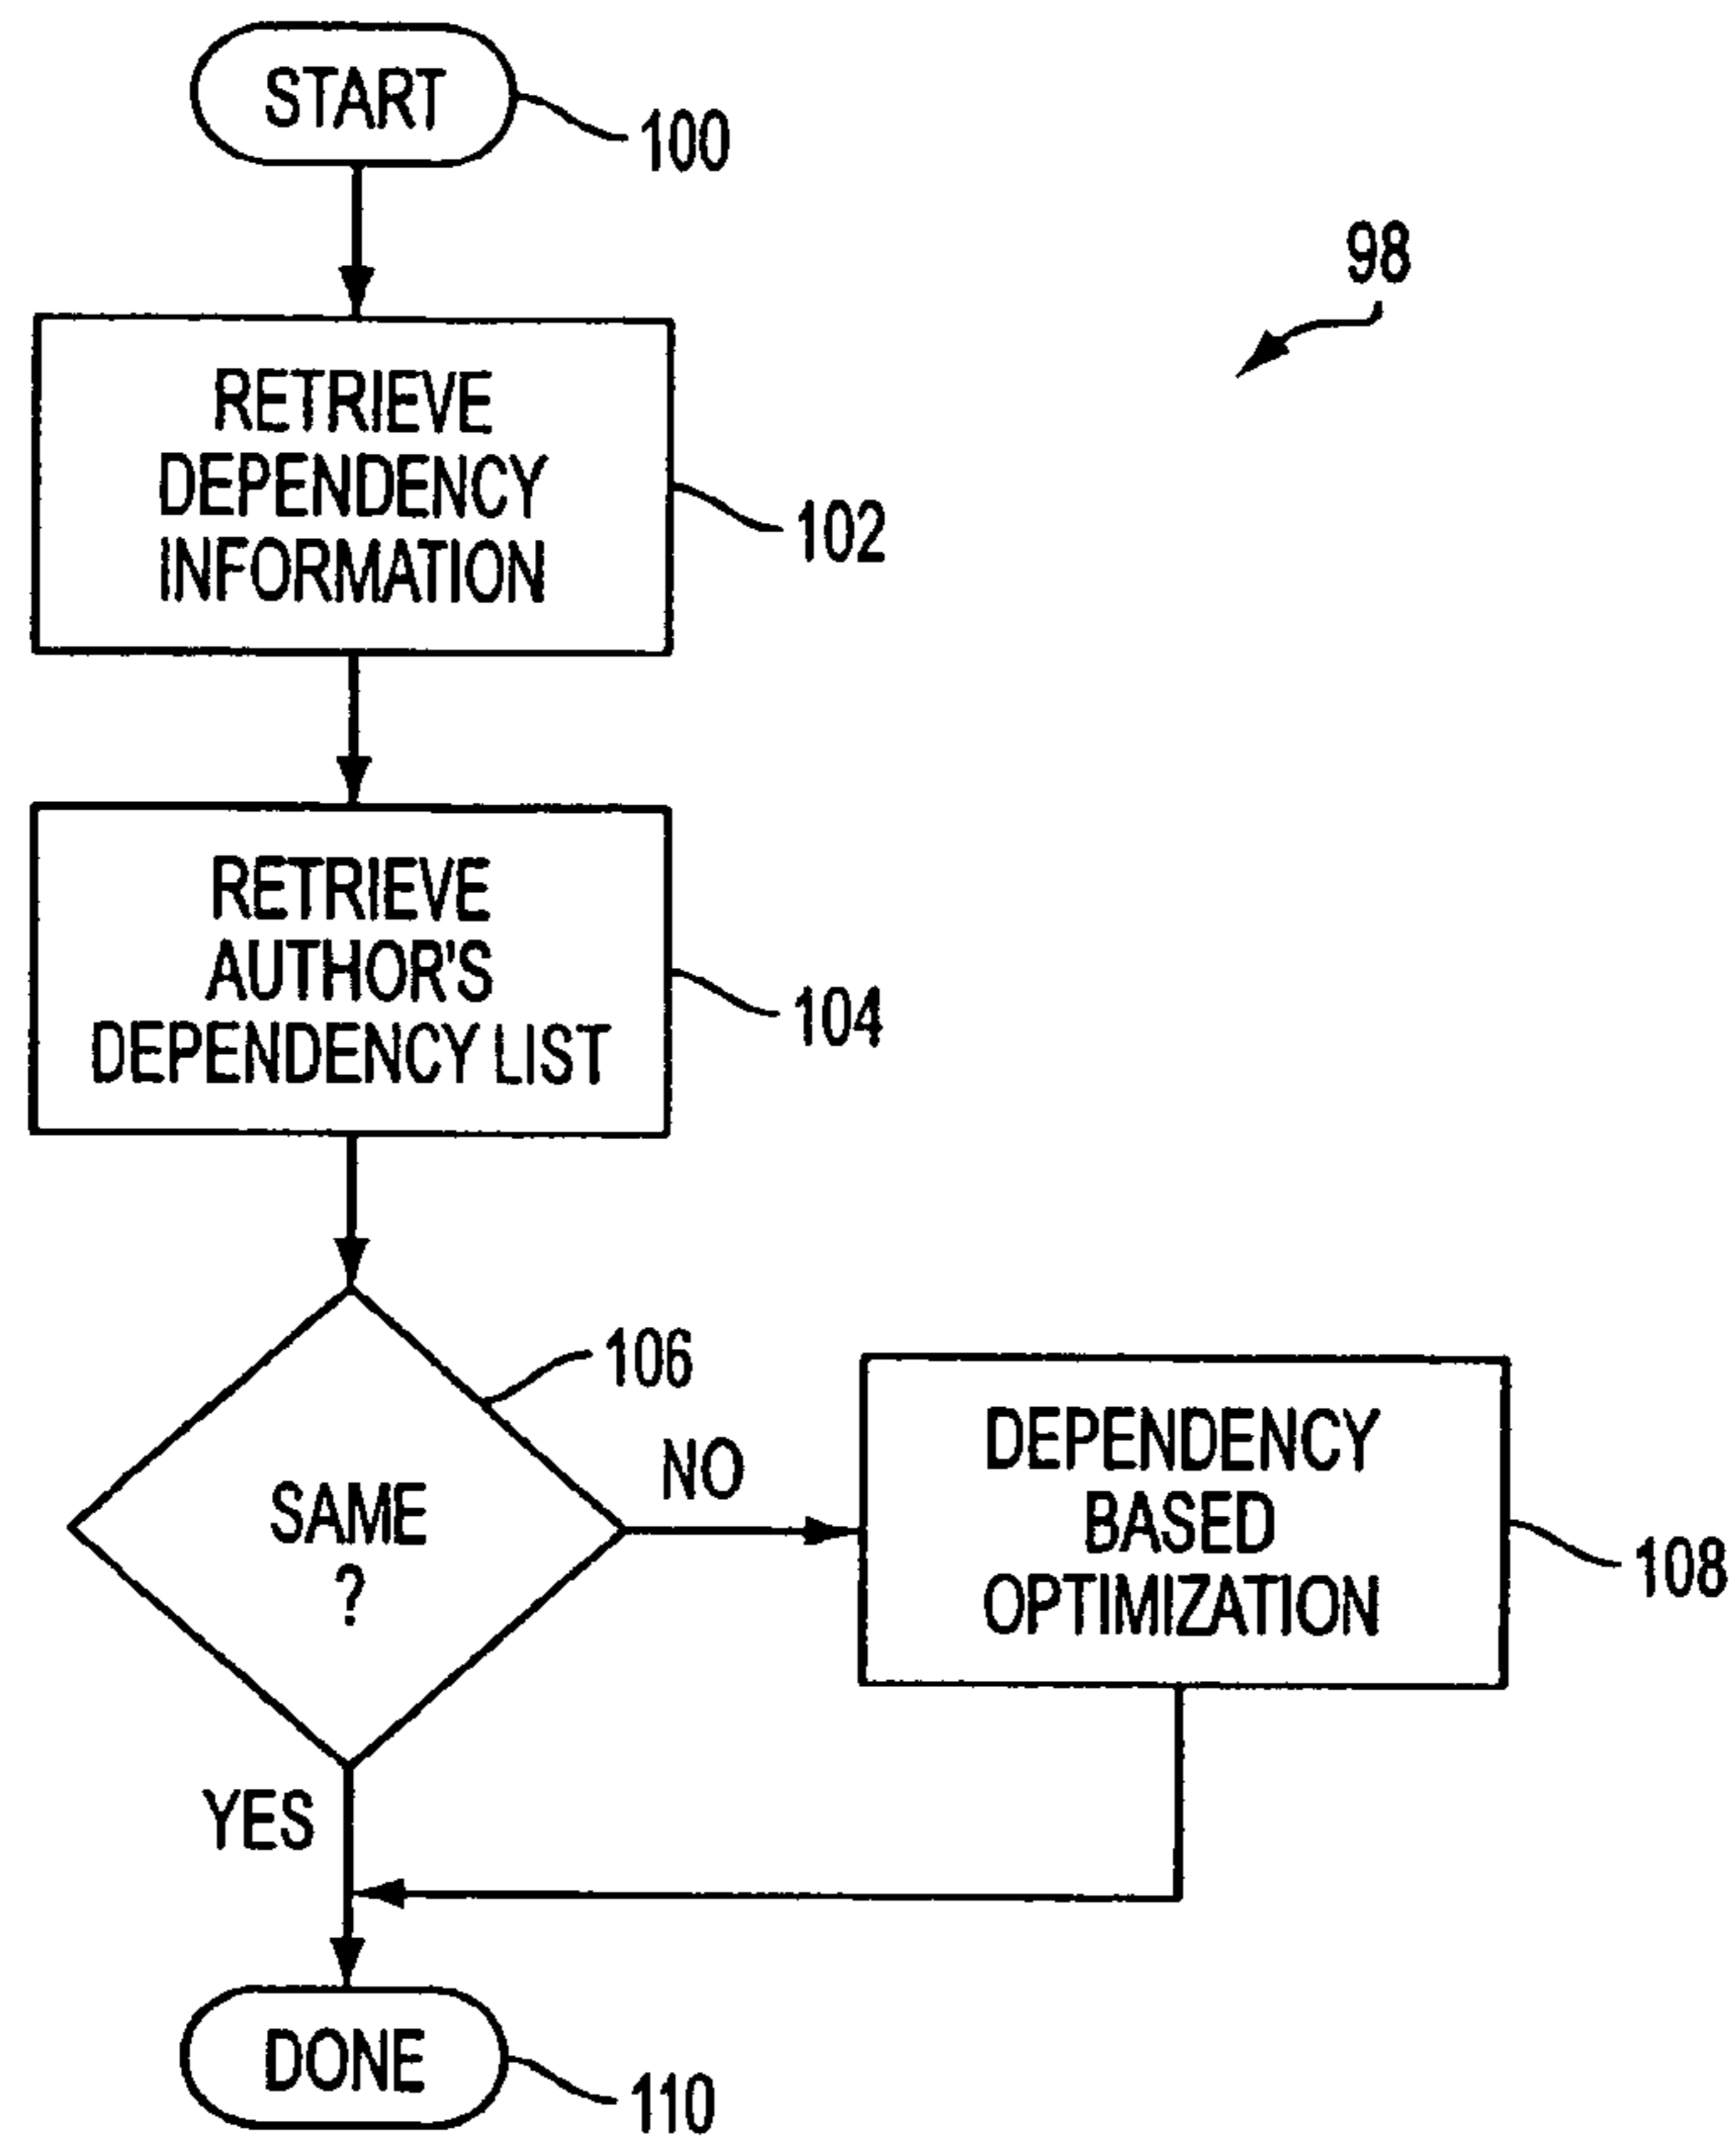 START
100
98
RETRIEVE
DEPENDENCY
INFORMATION
102
RETRIEVE
AUTHOR'S
DEPENDENCY LIST
104
106
SAME
?
NO
DEPENDENCY
BASED
OPTIMIZATION
108
YES
DONE
110